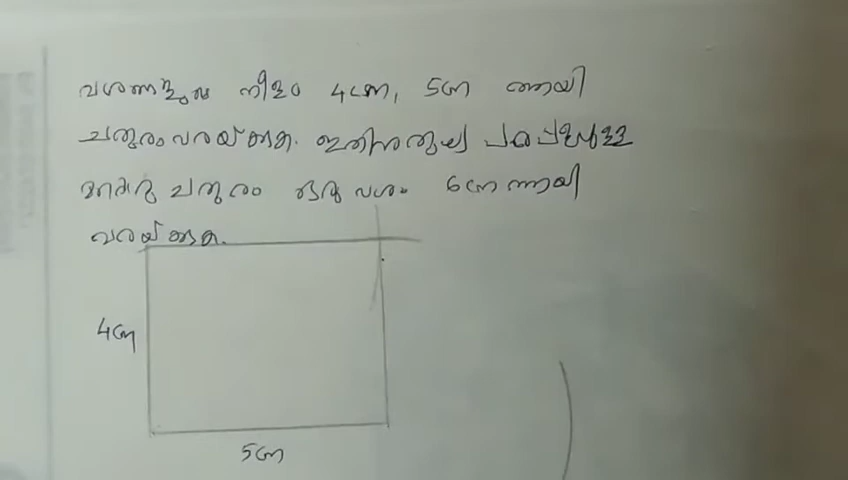 വശങ്ങളുടെ നീളം 4cm, 5cm ആയി
ചതുരം വരയ്ക്കുക. ഇതിനു തുല്യ പരപ്പളവുള്ള
മറ്റൊരു ചതുരം ഒരു വശം 6cm ആയി
വരയ്ക്കുക.
4cm
5cm